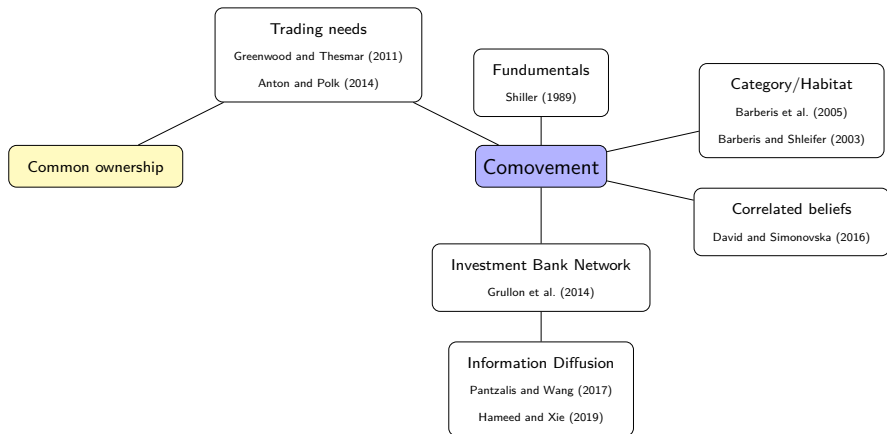 Trading needs
Greenwood and Thesmar (2011)
Anton and Polk (2014)
Fundumentals
Shiller (1989)
Category/Habitat
Barberis et al. (2005)
Barberis and Shleifer (2003)
Common ownership
Comovement
Correlated beliefs
David and Simonovska (2016)
Investment Bank Network
Grullon et al. (2014)
Information Diffusion
Pantzalis and Wang (2017)
Hameed and Xie (2019)